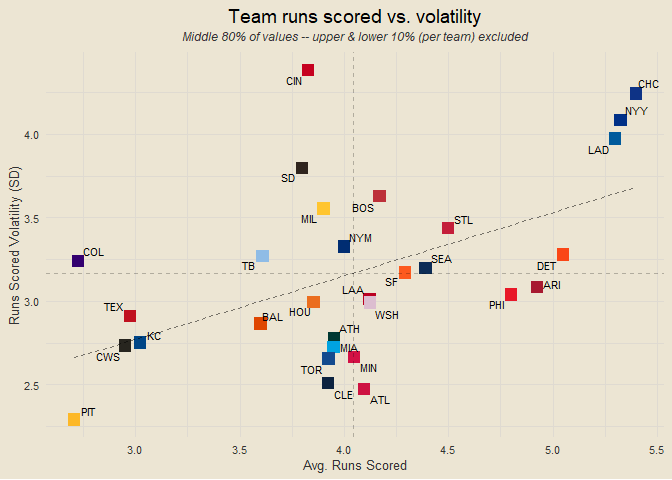 Team runs scored vs. volatility
Middle 80% of values -- upper & lower 10% (per team) excluded
Runs Scored Volatility (SD)
4.0
3.5
3.0
2.5
CIN
CHC
NYY
LAD
SD
MIL
BOS
STL
NYM
COL
TB
SEA
SF
DET
LAA
ARI
PHI
WSH
TEX
HOU
BAL
KC
CWS
ATH
MIA
TOR
MIN
CLE
ATL
PIT
3.0
3.5
4.0
4.5
5.0
5.5
Avg. Runs Scored